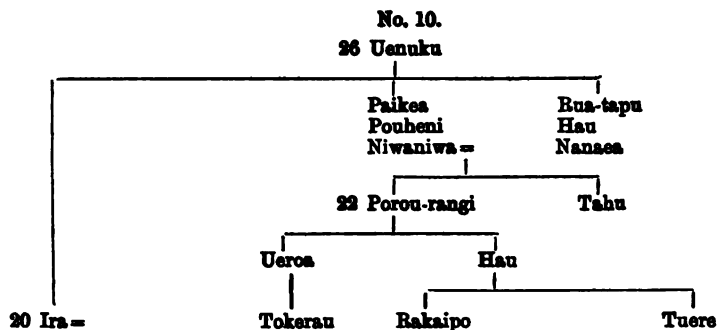 No. 10.
26 Uenuku
Paikea Rua-tapu
Pouheni Hau
Niwaniwa= Nanaea
22 Porou-rangi Tahu
Ueroa Hau
20 Ira= Tokerau Rakaipo Tuere